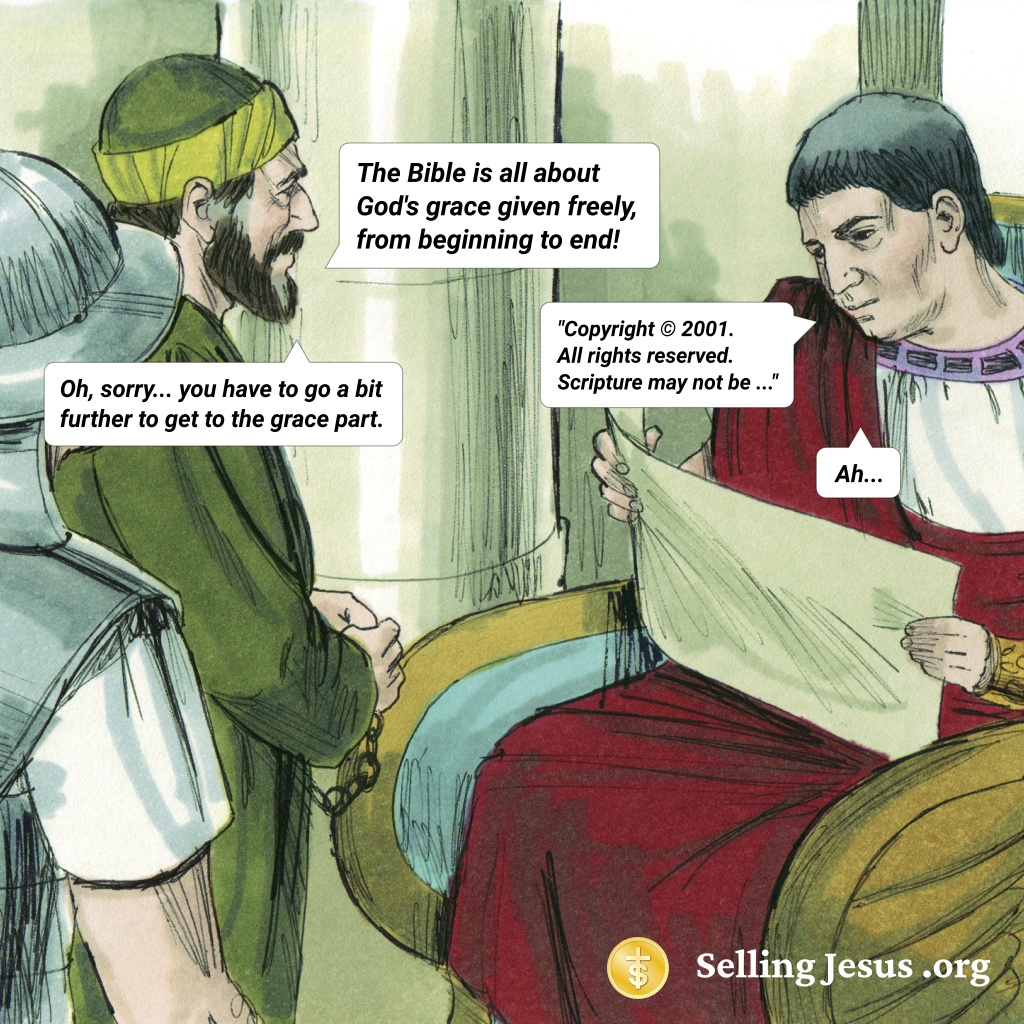 The Bible is all about
God's grace given freely,
from beginning to end!
"Copyright © 2001.
All rights reserved.
Scripture may not be ..."
Oh, sorry... you have to go a bit
further to get to the grace part.
Ah...
Selling Jesus .org